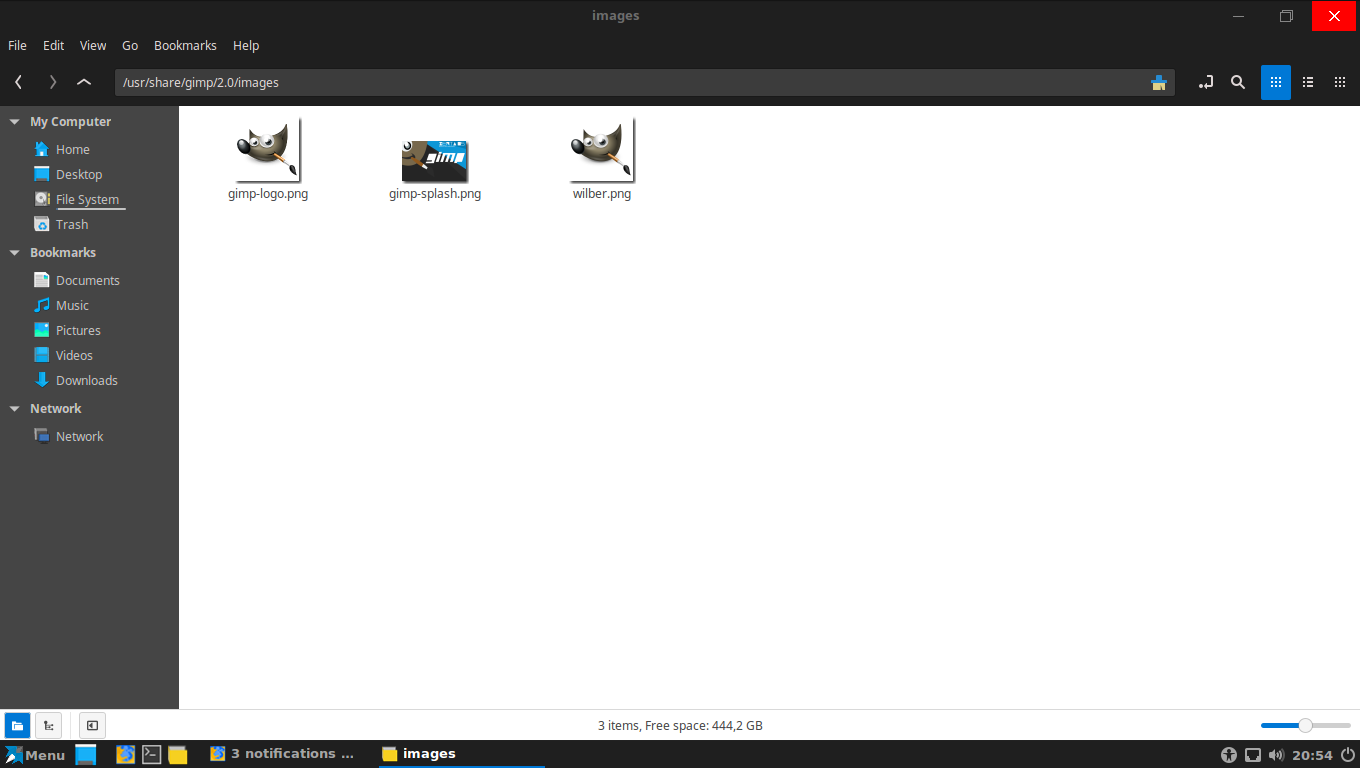 images
File Edit View Go Bookmarks Help
/usr/share/gimp/2.0/images
My Computer
Home
Desktop
File System
Trash
Bookmarks
Documents
Music
Pictures
Videos
Downloads
Network
Network
gimp
gimp-logo.png gimp-splash.png wilber.png
3 items, Free space: 444,2 GB
Menu 3 notifications ... images 20:54